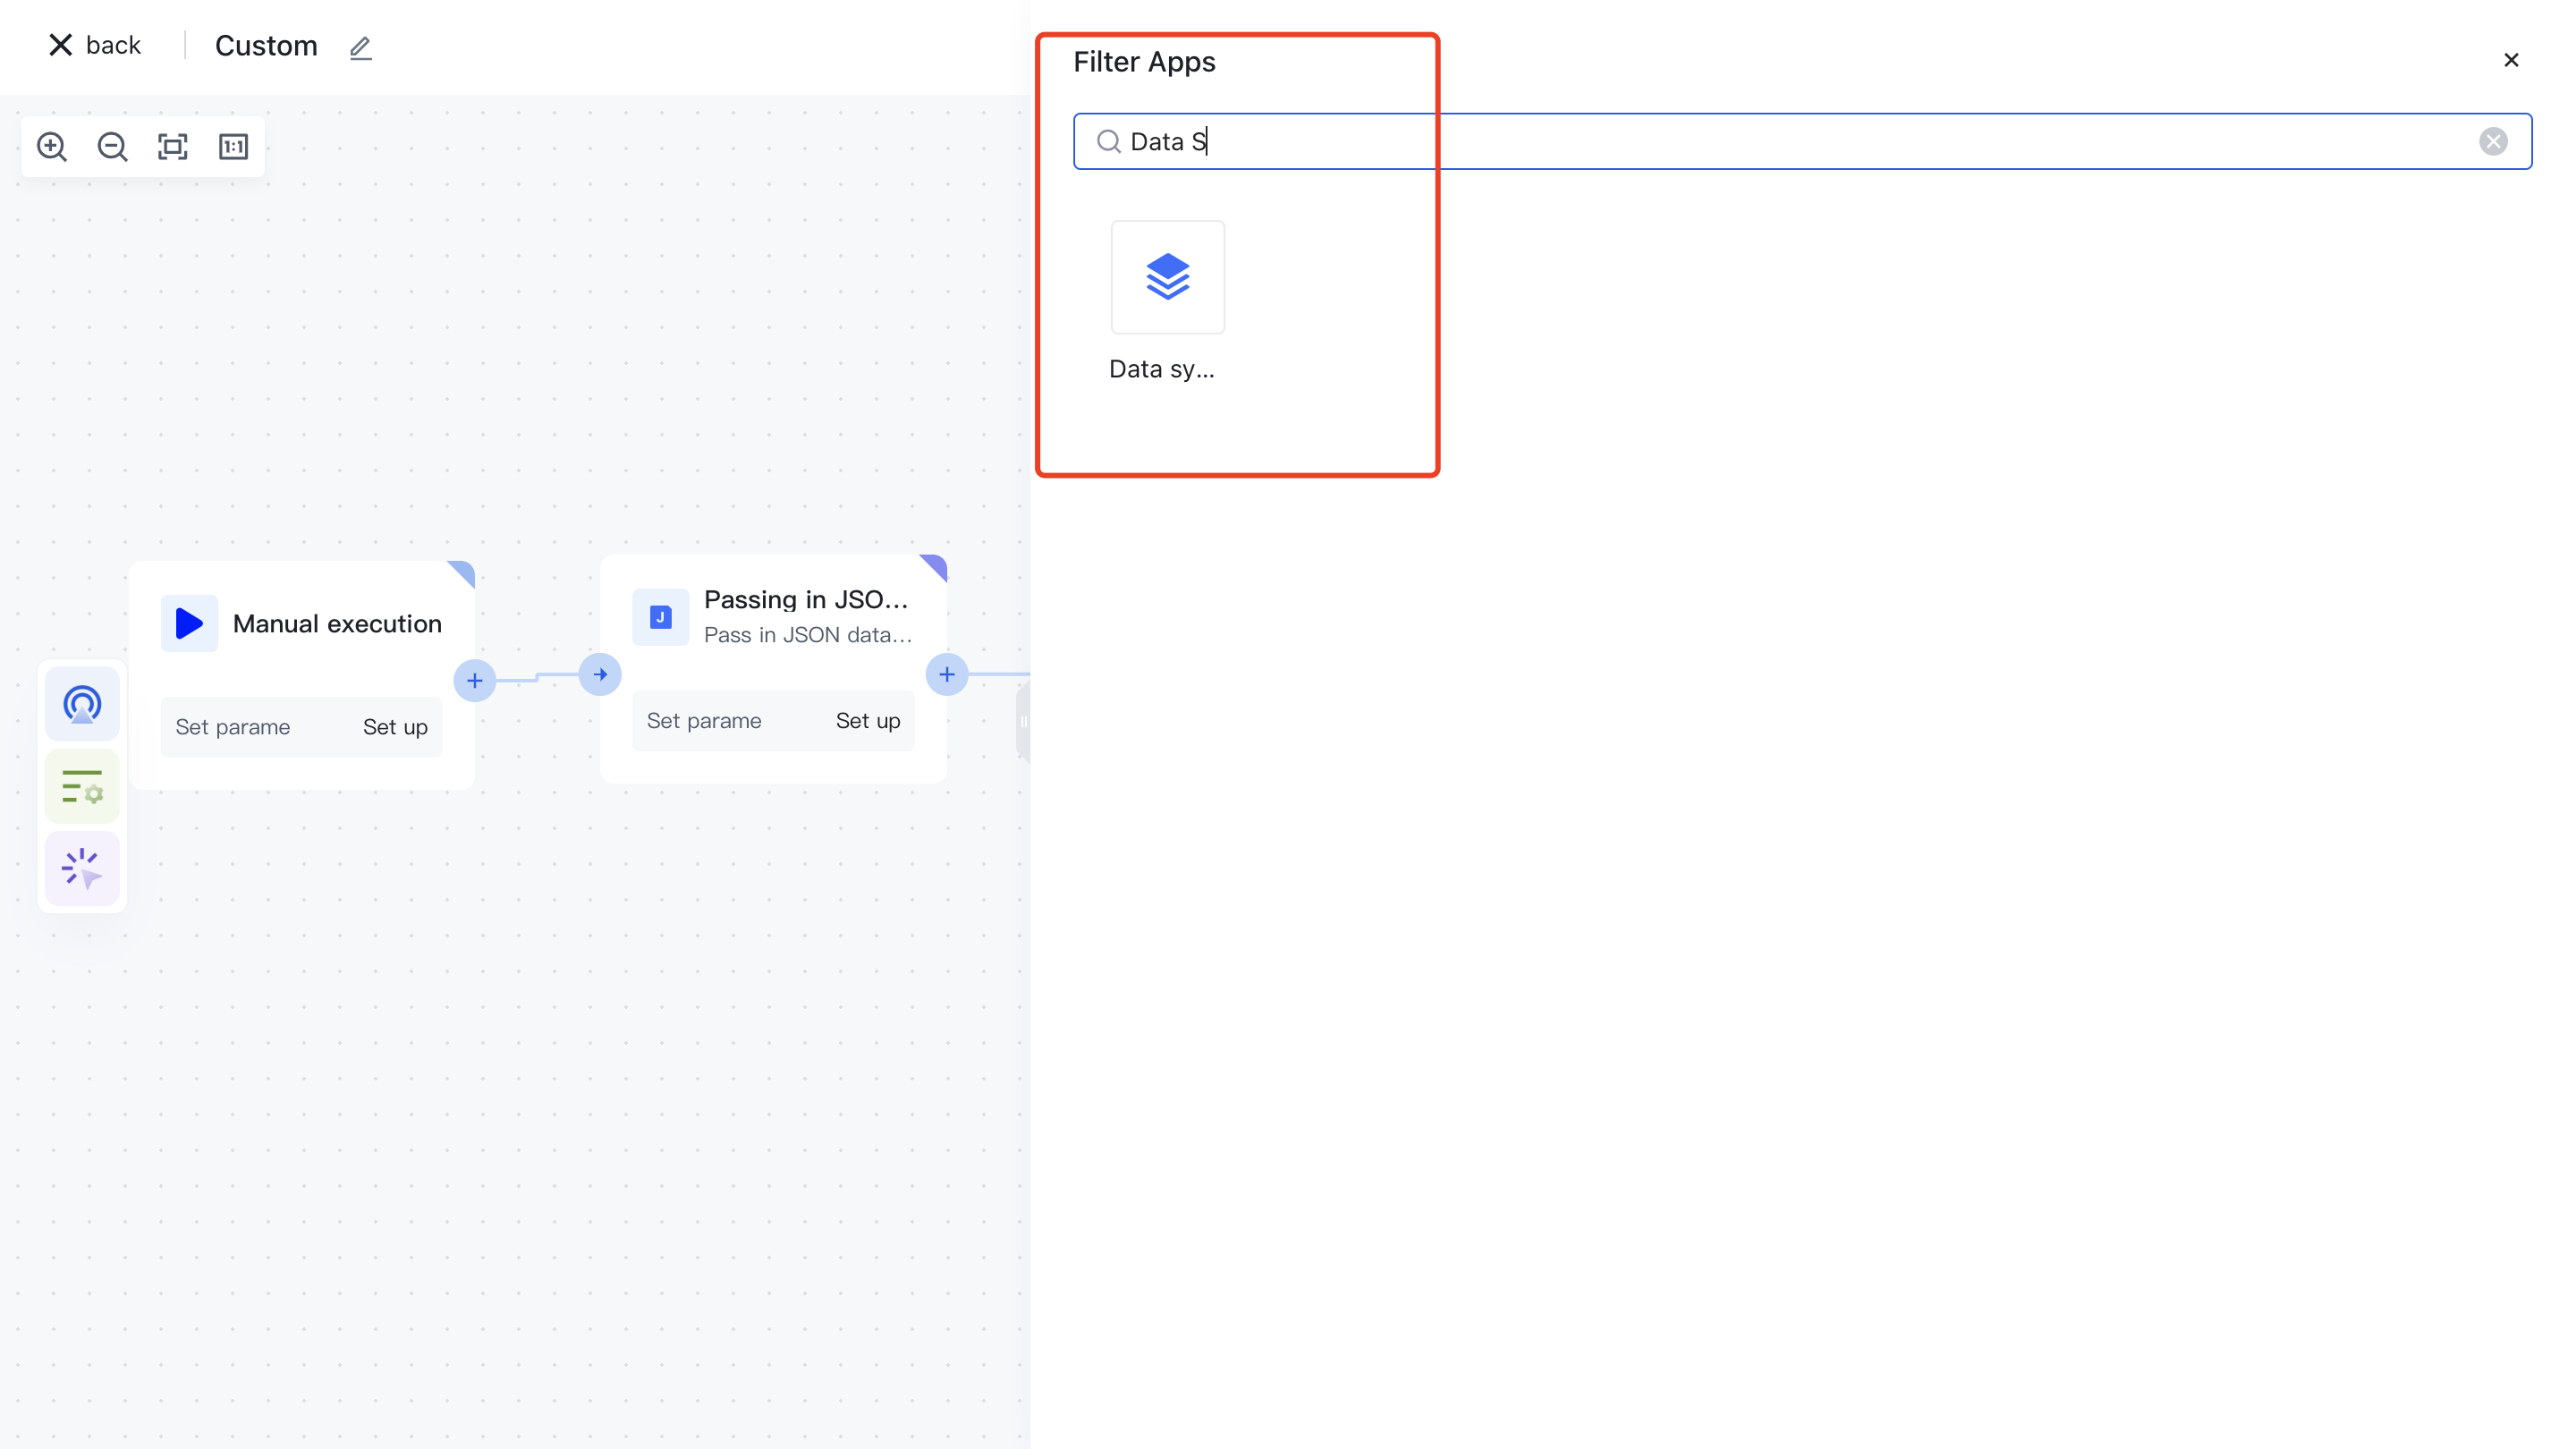 back
Custom
Filter Apps
Data S
1:1
Data sy...
Manual execution
Set parame
Set up
J
Passing in JSO...
Pass in JSON data...
Set parame
Set up